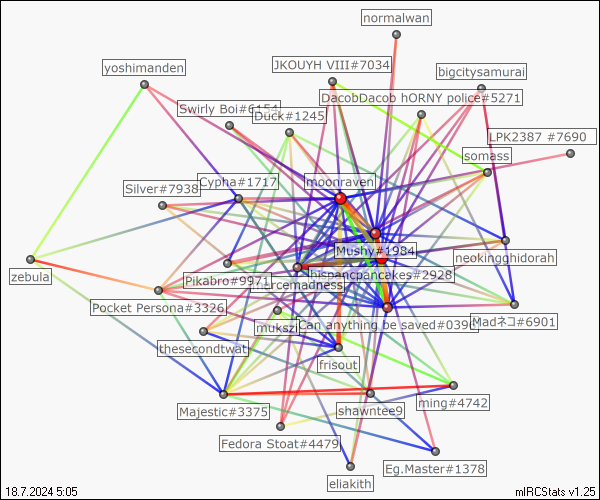 normalwan
yoshimanden
JKOUYH VIII#7034
bigcitysamurai
DacobDacob hORNY police#5271
Swirly Boi#6154
Duck#1245
LPK2387 #7690
somass
Silver#7938
Cypha#1717
moonraven
Mushy#1984
neokingghidorah
zebula
Pikabro#9971
hispancpancakes#2928
Pocket Persona#3326
mukszi
Can anything be saved#0390
Madネコ#6901
thesecondtwat
frisout
Majestic#3375
shawntee9
ming#4742
Fedora Stoat#4479
Eg.Master#1378
eliakith
18.7.2024 5:05
mIRCStats v1.25